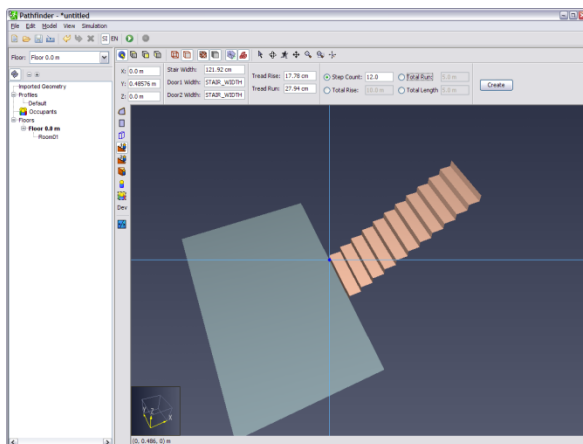 Pathfinder - *untitled
File Edit Model View Simulation
SI EN
Floor: Floor 0.0 m
X: 0.0 m Stair Width: 121.92 cm Tread Rise: 17.78 cm Step Count: 12.0 Total Run:
Y: 0.48576 m Door1 Width: STAIR_WIDTH Create
Z: 0.0 m Door2 Width: STAIR_WIDTH Tread Run: 27.94 cm Total Rise: Total Length
Imported Geometry
Profiles
Default
Occupants
Floors
Floor 0.0 m
Room01
Dev
Z
Y
X
(0, 0.486, 0) m